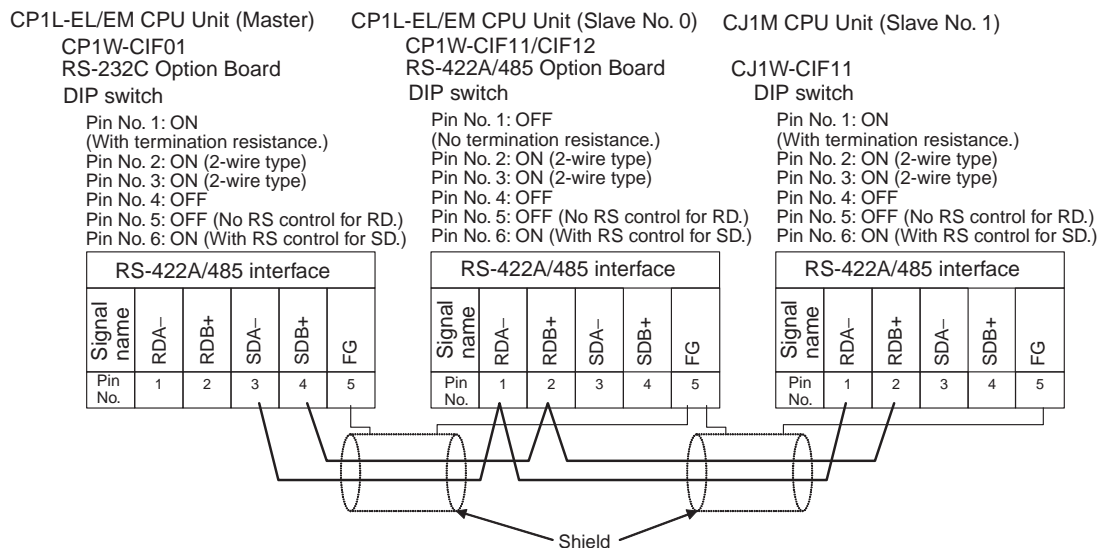 CP1L-EL/EM CPU Unit (Master)
CP1W-CIF01
RS-232C Option Board
DIP switch
Pin No. 1: ON
(With termination resistance.)
Pin No. 2: ON (2-wire type)
Pin No. 3: ON (2-wire type)
Pin No. 4: OFF
Pin No. 5: OFF (No RS control for RD.)
Pin No. 6: ON (With RS control for SD.)
RS-422A/485 interface
Signal name RDA− RDB+ SDA− SDB+ FG
Pin No. 1 2 3 4 5
CP1L-EL/EM CPU Unit (Slave No. 0)
CP1W-CIF11/CIF12
RS-422A/485 Option Board
DIP switch
Pin No. 1: OFF
(No termination resistance.)
Pin No. 2: ON (2-wire type)
Pin No. 3: ON (2-wire type)
Pin No. 4: OFF
Pin No. 5: OFF (No RS control for RD.)
Pin No. 6: ON (With RS control for SD.)
RS-422A/485 interface
Signal name RDA− RDB+ SDA− SDB+ FG
Pin No. 1 2 3 4 5
CJ1M CPU Unit (Slave No. 1)
CJ1W-CIF11
DIP switch
Pin No. 1: ON
(With termination resistance.)
Pin No. 2: ON (2-wire type)
Pin No. 3: ON (2-wire type)
Pin No. 4: OFF
Pin No. 5: OFF (No RS control for RD.)
Pin No. 6: ON (With RS control for SD.)
RS-422A/485 interface
Signal name RDA− RDB+ SDA− SDB+ FG
Pin No. 1 2 3 4 5
Shield